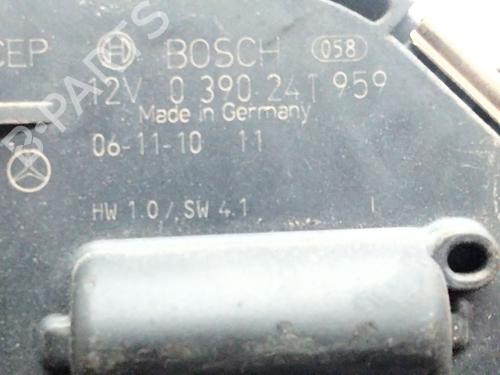 CEP BOSCH 058
12V 0 390 241 959
Made in Germany
06-11-10 11
HW 1.0/ SW 4.1 I
B-PARTS